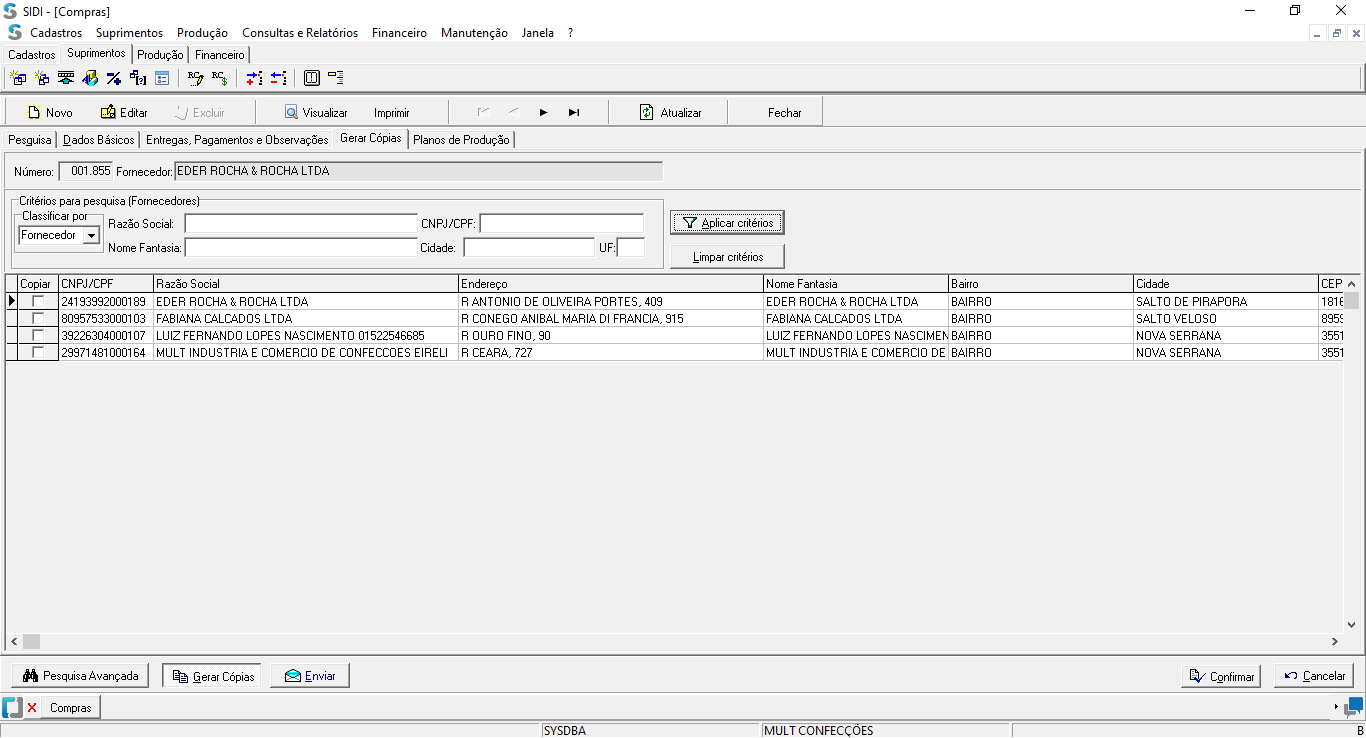 SIDI - [Compras]
Cadastros Suprimentos Produção Consultas e Relatórios Financeiro Manutenção Janela ?
Cadastros Suprimentos Produção Financeiro
Novo Editar Excluir Visualizar Imprimir Atualizar Fechar
Pesquisa Dados Básicos Entregas, Pagamentos e Observações Gerar Cópias Planos de Produção
Número: 001.855 Fornecedor: EDER ROCHA & ROCHA LTDA
Critérios para pesquisa (Fornecedores)
Classificar por
Razão Social: CNPJ/CPF: Aplicar critérios
Fornecedor
Nome Fantasia: Cidade: UF:
Limpar critérios
Copiar CNPJ/CPF Razão Social Endereço Nome Fantasia Bairro Cidade CEP
24193992000189 EDER ROCHA & ROCHA LTDA R ANTONIO DE OLIVEIRA PORTES, 409 EDER ROCHA & ROCHA LTDA BAIRRO SALTO DE PIRAPORA 1816
80957533000103 FABIANA CALCADOS LTDA R CONEGO ANIBAL MARIA DI FRANCIA, 915 FABIANA CALCADOS LTDA BAIRRO SALTO VELOSO 8959
39226304000107 LUIZ FERNANDO LOPES NASCIMENTO 01522546685 R OURO FINO, 90 LUIZ FERNANDO LOPES NASCIMEN BAIRRO NOVA SERRANA 3551
29971481000164 MULT INDUSTRIA E COMERCIO DE CONFECCOES EIRELI R CEARA, 727 MULT INDUSTRIA E COMERCIO DE BAIRRO NOVA SERRANA 3551
Pesquisa Avançada Gerar Cópias Enviar Confirmar Cancelar
Compras
SYSDBA MULT CONFECÇÕES B